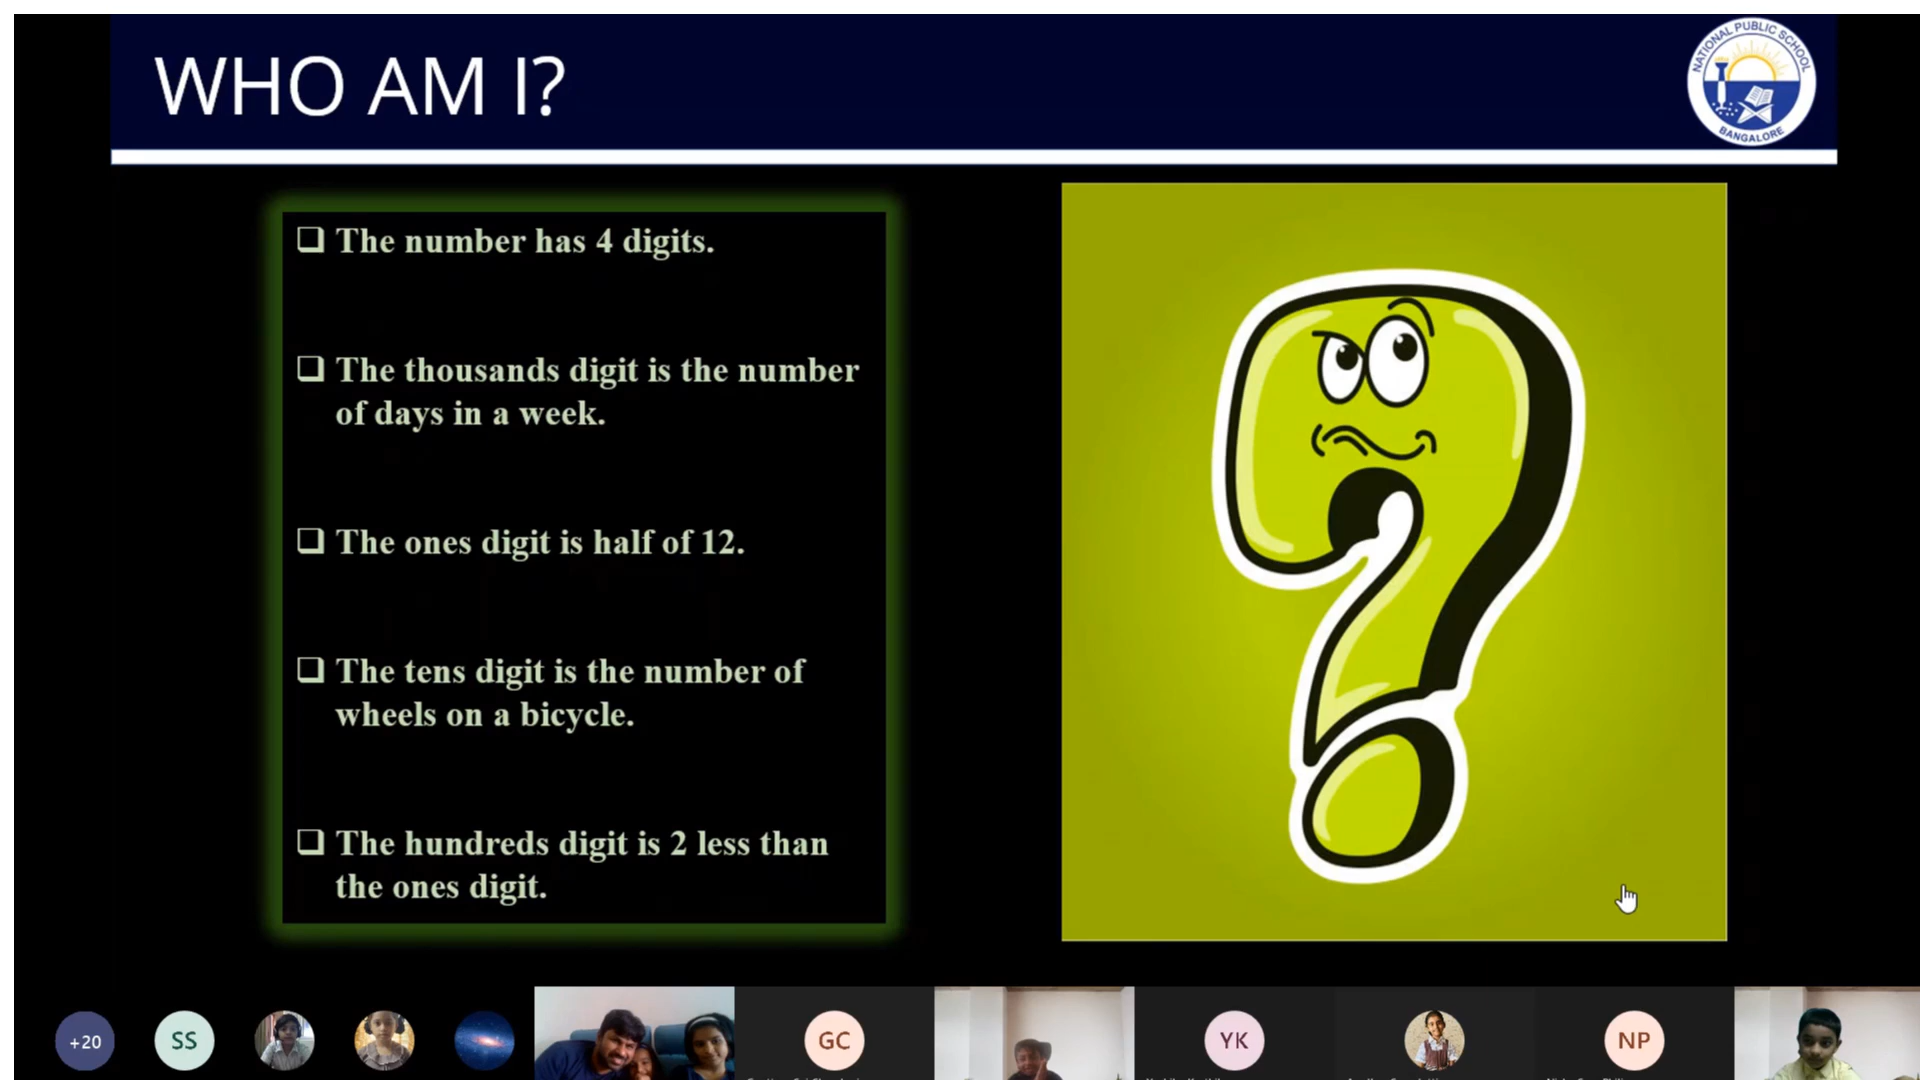 WHO AM I?
NATIONAL PUBLIC SCHOOL
BANGALORE
❑ The number has 4 digits.
❑ The thousands digit is the number
of days in a week.
❑ The ones digit is half of 12.
❑ The tens digit is the number of
wheels on a bicycle.
❑ The hundreds digit is 2 less than
the ones digit.
+20
SS
GC
YK
NP